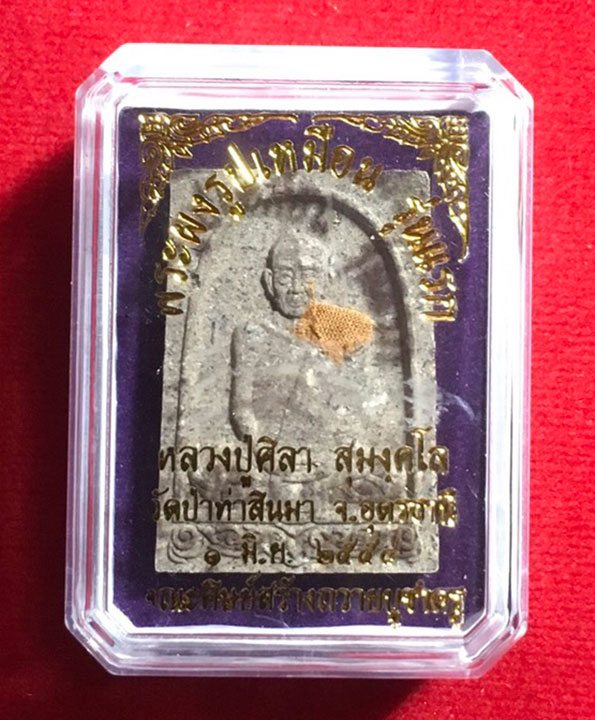 พระผงรูปเหมือน รุ่นแรก
หลวงปู่ศิลา สุมงฺคโล
วัดป่าท่าสินมา จ.อุดรธานี
๑ มิ.ย. ๒๕๕๔
คณะศิษย์สร้างถวายบูชาครู